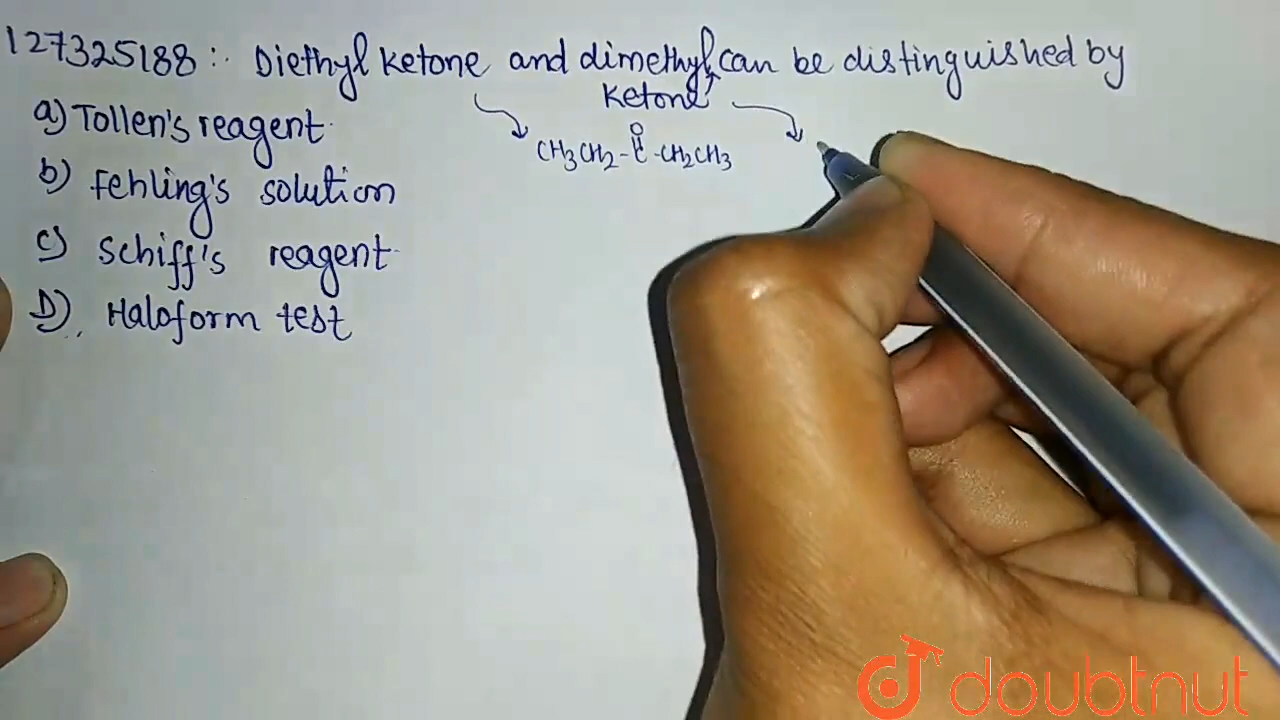 127325188 :. Diethyl ketone and dimethyl can be distinguished by
ketone
a) Tollen's reagent
CH3CH2-C-CH2CH3
O
b) Fehling's solution
c) Schiff's reagent
D) Haloform test
doubtnut